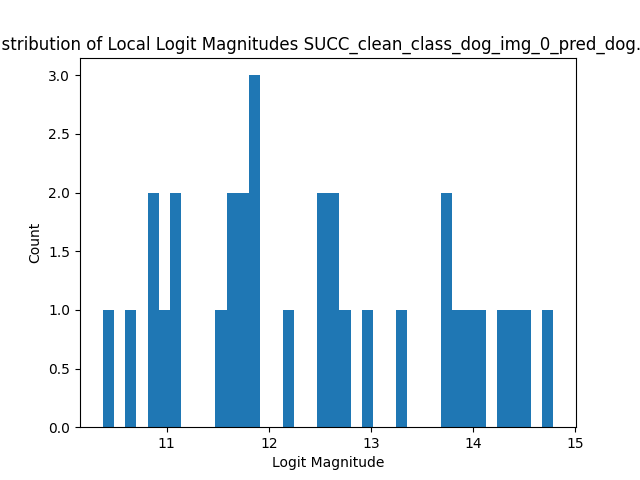 stribution of Local Logit Magnitudes SUCC_clean_class_dog_img_0_pred_dog.
3.0
2.5
2.0
1.5
1.0
0.5
0.0
Count
11 12 13 14 15
Logit Magnitude